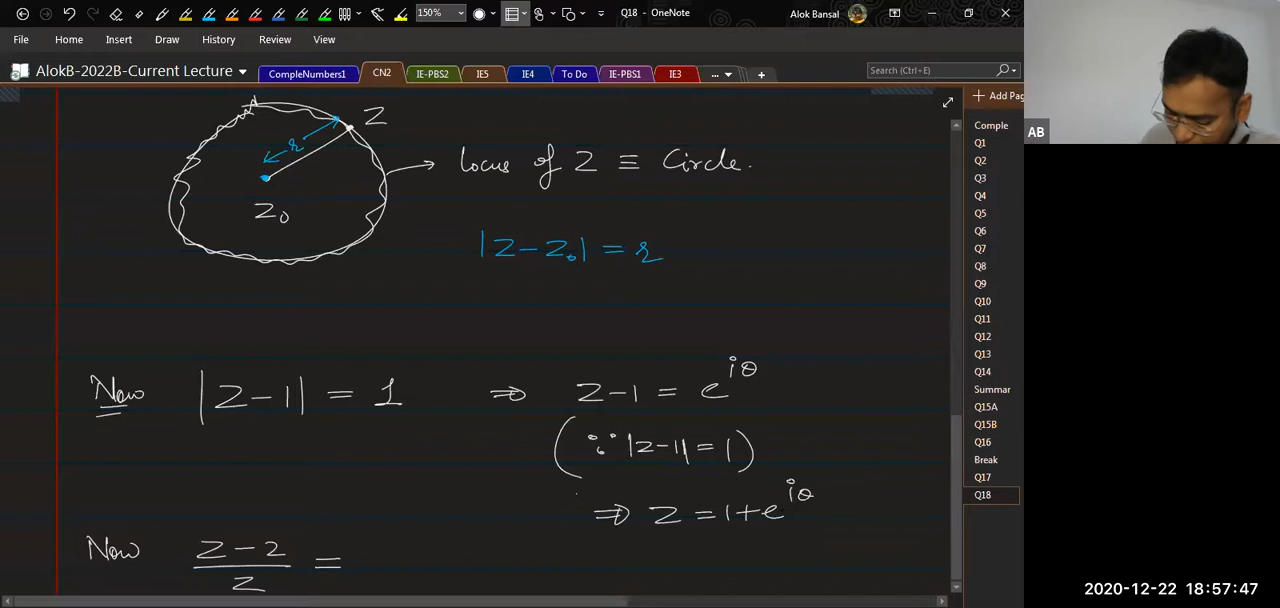 150% Q18 - OneNote Alok Bansal
File Home Insert Draw History Review View
AlokB-2022B-Current Lecture CompleNumbers1 CN2 IE-PBS2 IE5 IE4 To Do IE-PBS1 IE3 ... + Search (Ctrl+E)
+ Add Pag
AB
Comple
Q1
Q2
Q3
Q4
Q5
Q6
Q7
Q8
Q9
Q10
Q11
Q12
Q13
Q14
Summar
Q15A
Q15B
Q16
Break
Q17
Q18
Z
r
Z₀
→ locus of Z ≡ Circle.
|Z-Z₀| = r
Now |Z-1| = 1 ⇒ Z-1 = e^{iθ}
(∵ |Z-1| = 1)
⇒ Z = 1+e^{iθ}
Now (Z-2)/Z =
2020-12-22 18:57:47